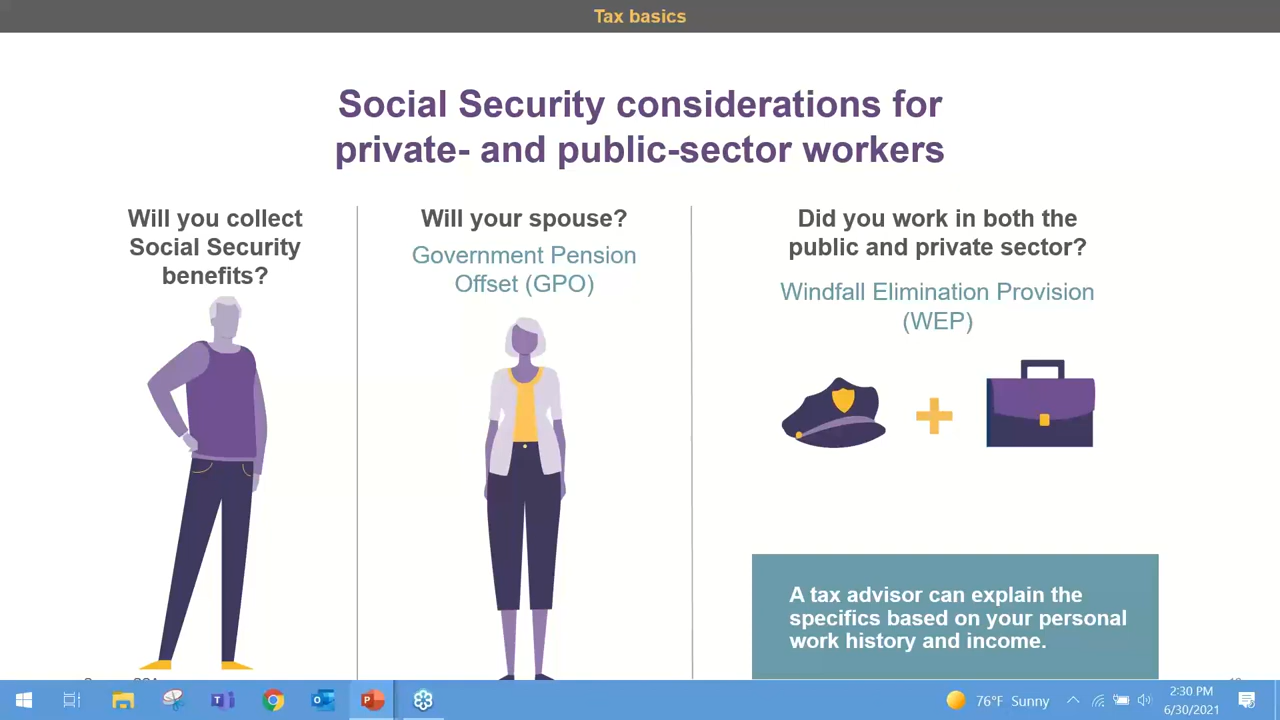 Tax basics
Social Security considerations for
private- and public-sector workers
Will you collect
Social Security
benefits?
Will your spouse?
Government Pension
Offset (GPO)
Did you work in both the
public and private sector?
Windfall Elimination Provision
(WEP)
A tax advisor can explain the
specifics based on your personal
work history and income.
76°F Sunny
2:30 PM
6/30/2021